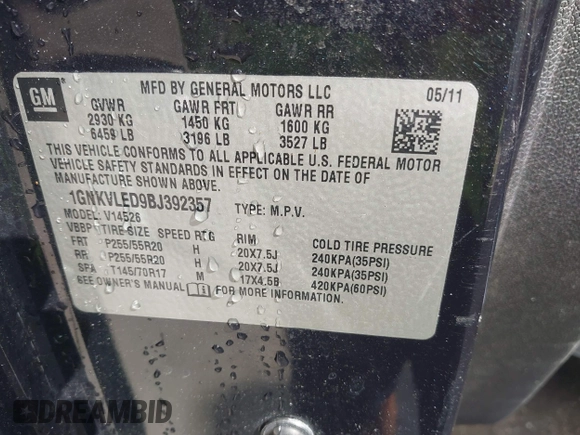 GM
MFD BY GENERAL MOTORS LLC
05/11
GVWR GAWR FRT GAWR RR
2930 KG 1450 KG 1600 KG
6459 LB 3196 LB 3527 LB
THIS VEHICLE CONFORMS TO ALL APPLICABLE U.S. FEDERAL MOTOR
VEHICLE SAFETY STANDARDS IN EFFECT ON THE DATE OF
MANUFACTURE SHOWN ABOVE.
1GNKVLED9BJ392357 TYPE: M.P.V.
MODEL: V14526
VBBP TIRE SIZE SPEED RTG RIM COLD TIRE PRESSURE
FRT P255/55R20 H 20X7.5J 240KPA(35PSI)
RR P255/55R20 H 20X7.5J 240KPA(35PSI)
SPA T145/70R17 M 17X4.5B 420KPA(60PSI)
SEE OWNER'S MANUAL FOR MORE INFORMATION.
DREAMBID